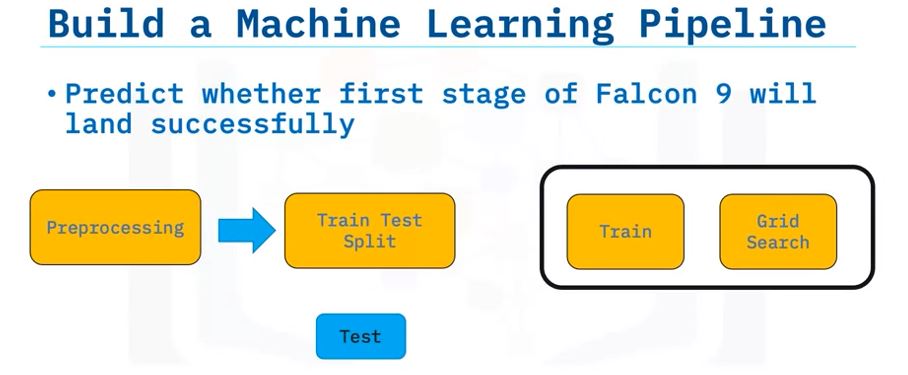 Build a Machine Learning Pipeline
• Predict whether first stage of Falcon 9 will
land successfully
Preprocessing
Train Test
Split
Train
Grid
Search
Test